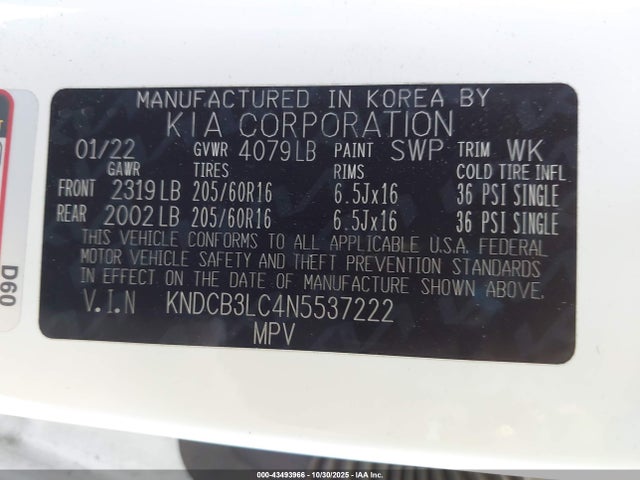 MANUFACTURED IN KOREA BY
KIA CORPORATION
01/22 GVWR 4079LB PAINT SWP TRIM WK
GAWR TIRES RIMS COLD TIRE INFL
FRONT 2319LB 205/60R16 6.5Jx16 36 PSI SINGLE
REAR 2002LB 205/60R16 6.5Jx16 36 PSI SINGLE
THIS VEHICLE CONFORMS TO ALL APPLICABLE U.S.A. FEDERAL
MOTOR VEHICLE SAFETY AND THEFT PREVENTION STANDARDS
IN EFFECT ON THE DATE OF MANUFACTURE SHOWN ABOVE.
V.I.N KNDCB3LC4N5537222
MPV
D60
000-43493966 - 10/30/2025 - IAA Inc.